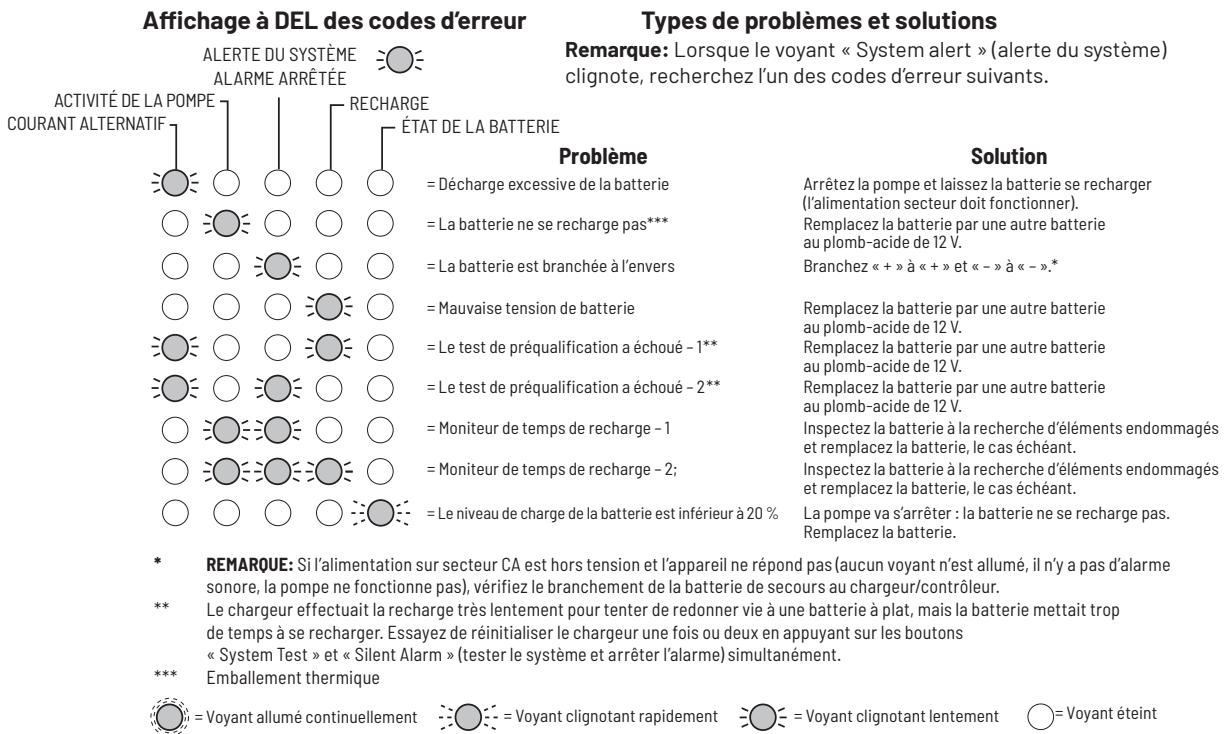 Affichage à DEL des codes d'erreur
Types de problèmes et solutions
ALERTE DU SYSTÈME
ALARME ARRÊTÉE
Remarque: Lorsque le voyant « System alert » (alerte du système)
clignote, recherchez l'un des codes d'erreur suivants.
ACTIVITÉ DE LA POMPE
RECHARGE
COURANT ALTERNATIF
ÉTAT DE LA BATTERIE
Problème
Solution
= Décharge excessive de la batterie
Arrêtez la pompe et laissez la batterie se recharger
(l'alimentation secteur doit fonctionner).
= La batterie ne se recharge pas***
Remplacez la batterie par une autre batterie
au plomb-acide de 12 V.
= La batterie est branchée à l'envers
Branchez « + » à « + » et « – » à « – ».*
= Mauvaise tension de batterie
Remplacez la batterie par une autre batterie
au plomb-acide de 12 V.
= Le test de préqualification a échoué – 1**
Remplacez la batterie par une autre batterie
au plomb-acide de 12 V.
= Le test de préqualification a échoué – 2**
Remplacez la batterie par une autre batterie
au plomb-acide de 12 V.
= Moniteur de temps de recharge – 1
Inspectez la batterie à la recherche d'éléments endommagés
et remplacez la batterie, le cas échéant.
= Moniteur de temps de recharge – 2;
Inspectez la batterie à la recherche d'éléments endommagés
et remplacez la batterie, le cas échéant.
= Le niveau de charge de la batterie est inférieur à 20 %
La pompe va s'arrêter : la batterie ne se recharge pas.
Remplacez la batterie.
* REMARQUE: Si l'alimentation sur secteur CA est hors tension et l'appareil ne répond pas (aucun voyant n'est allumé, il n'y a pas d'alarme
sonore, la pompe ne fonctionne pas), vérifiez le branchement de la batterie de secours au chargeur/contrôleur.
** Le chargeur effectuait la recharge très lentement pour tenter de redonner vie à une batterie à plat, mais la batterie mettait trop
de temps à se recharger. Essayez de réinitialiser le chargeur une fois ou deux en appuyant sur les boutons
« System Test » et « Silent Alarm » (tester le système et arrêter l'alarme) simultanément.
*** Emballement thermique
= Voyant allumé continuellement
= Voyant clignotant rapidement
= Voyant clignotant lentement
= Voyant éteint